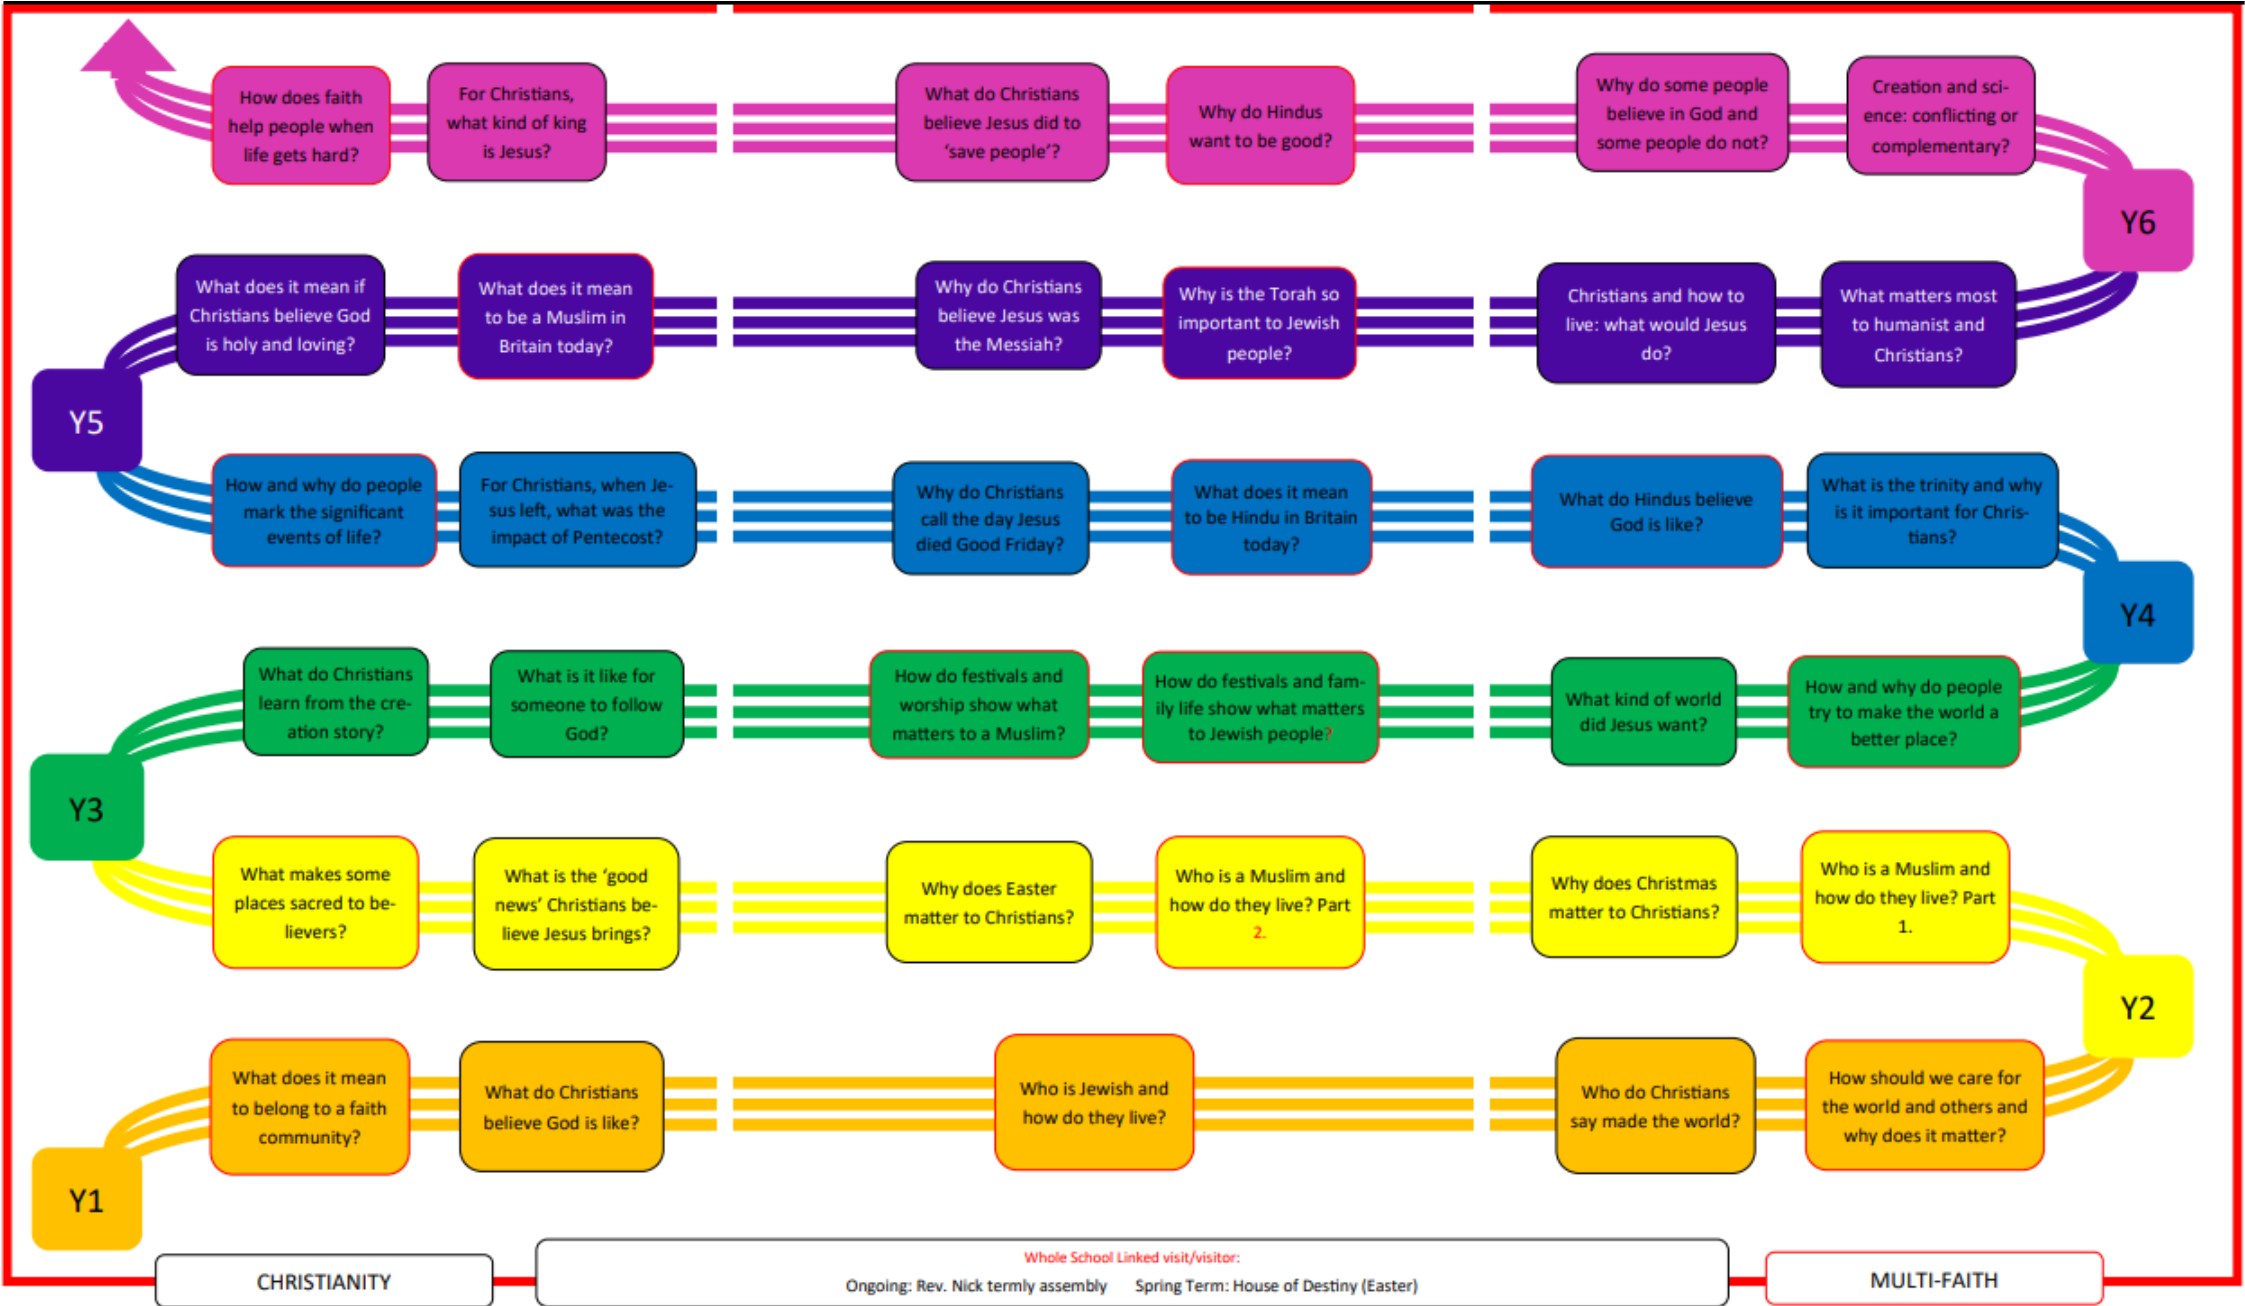 How does faith
help people when
life gets hard?
For Christians,
what kind of king
is Jesus?
What do Christians
believe Jesus did to
‘save people’?
Why do Hindus
want to be good?
Why do some people
believe in God and
some people do not?
Creation and sci-
ence: conflicting or
complementary?
Y6
What does it mean if
Christians believe God
is holy and loving?
What does it mean
to be a Muslim in
Britain today?
Why do Christians
believe Jesus was
the Messiah?
Why is the Torah so
important to Jewish
people?
Christians and how to
live: what would Jesus
do?
What matters most
to humanist and
Christians?
Y5
How and why do people
mark the significant
events of life?
For Christians, when Je-
sus left, what was the
impact of Pentecost?
Why do Christians
call the day Jesus
died Good Friday?
What does it mean
to be Hindu in Britain
today?
What do Hindus believe
God is like?
What is the trinity and why
is it important for Chris-
tians?
Y4
What do Christians
learn from the cre-
ation story?
What is it like for
someone to follow
God?
How do festivals and
worship show what
matters to a Muslim?
How do festivals and fam-
ily life show what matters
to Jewish people?
What kind of world
did Jesus want?
How and why do people
try to make the world a
better place?
Y3
What makes some
places sacred to be-
lievers?
What is the ‘good
news’ Christians be-
lieve Jesus brings?
Why does Easter
matter to Christians?
Who is a Muslim and
how do they live? Part
2.
Why does Christmas
matter to Christians?
Who is a Muslim and
how do they live? Part
1.
Y2
What does it mean
to belong to a faith
community?
What do Christians
believe God is like?
Who is Jewish and
how do they live?
Who do Christians
say made the world?
How should we care for
the world and others and
why does it matter?
Y1
CHRISTIANITY
Whole School Linked visit/visitor:
Ongoing: Rev. Nick termly assembly Spring Term: House of Destiny (Easter)
MULTI-FAITH